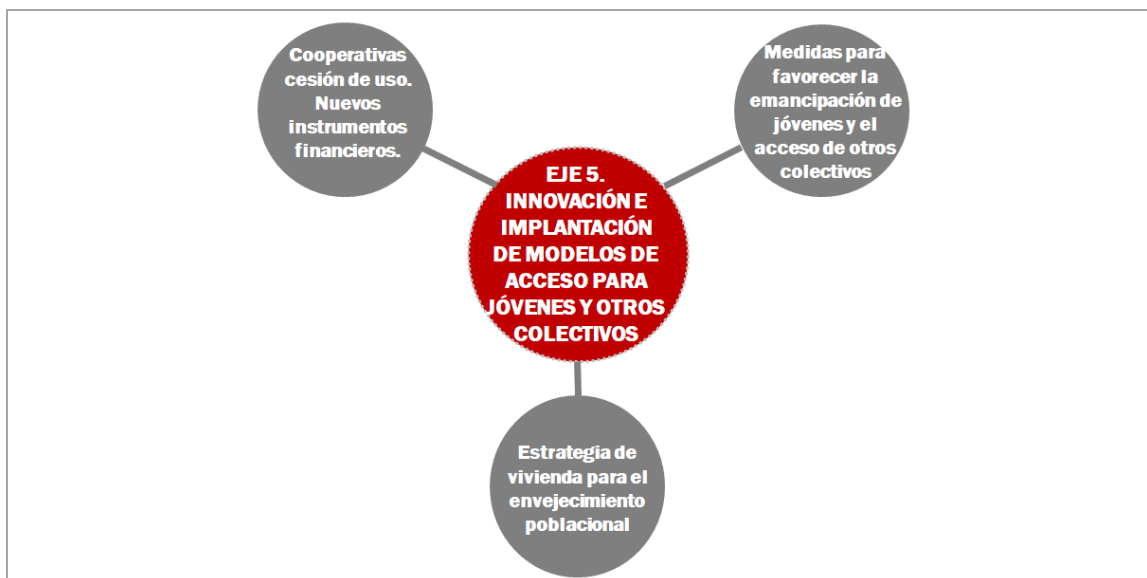 Cooperativas
cesión de uso.
Nuevos
instrumentos
financieros.
Medidas para
favorecer la
emancipación de
jóvenes y el
acceso de otros
colectivos
EJE 5.
INNOVACIÓN E
IMPLANTACIÓN
DE MODELOS DE
ACCESO PARA
JÓVENES Y OTROS
COLECTIVOS
Estrategia de
vivienda para el
envejecimiento
poblacional